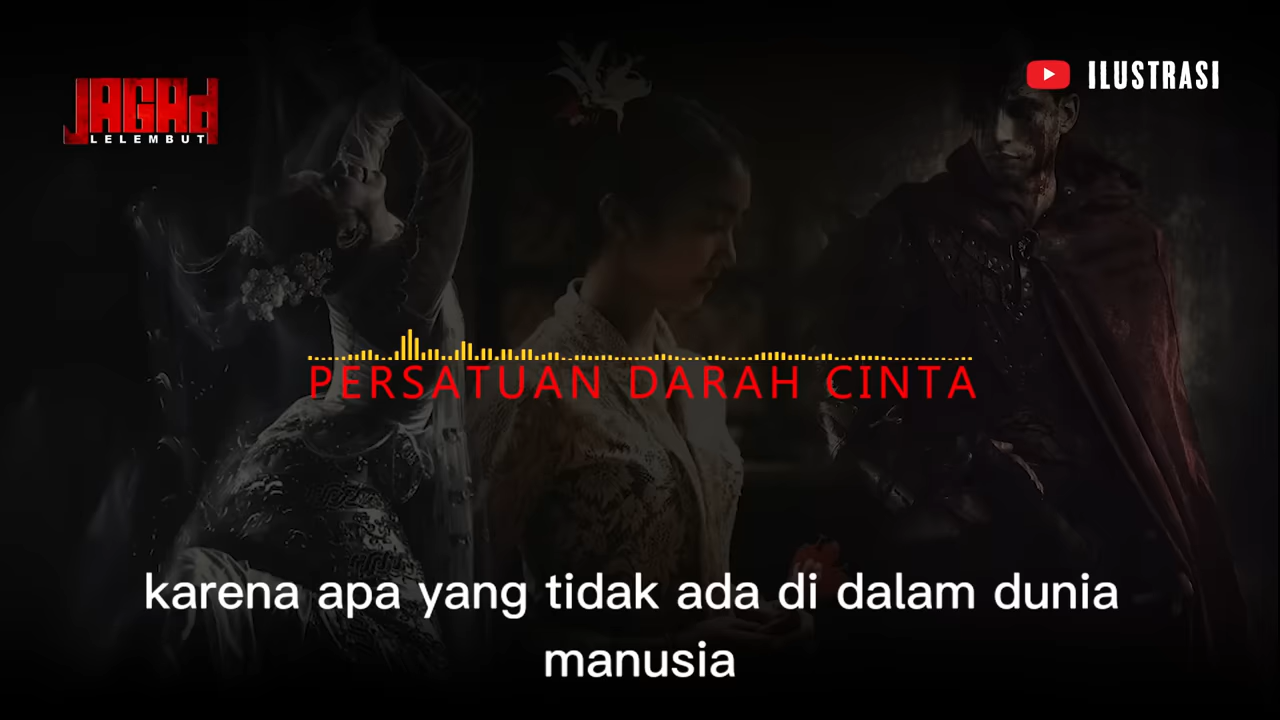 JAGAd
LELEMBUT
ILUSTRASI
PERSATUAN DARAH CINTA
karena apa yang tidak ada di dalam dunia
manusia